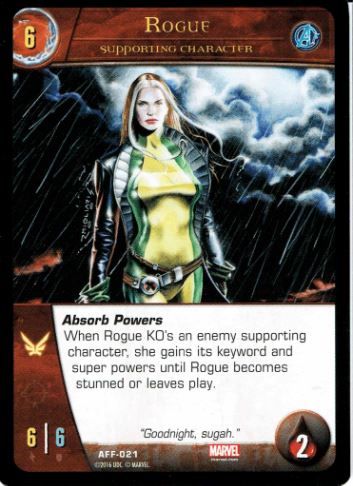 6
ROGUE
SUPPORTING CHARACTER
Absorb Powers
When Rogue KO's an enemy supporting
character, she gains its keyword and
super powers until Rogue becomes
stunned or leaves play.
"Goodnight, sugah."
6 | 6
AFF-021
MARVEL
2
©2016 UDC. © MARVEL